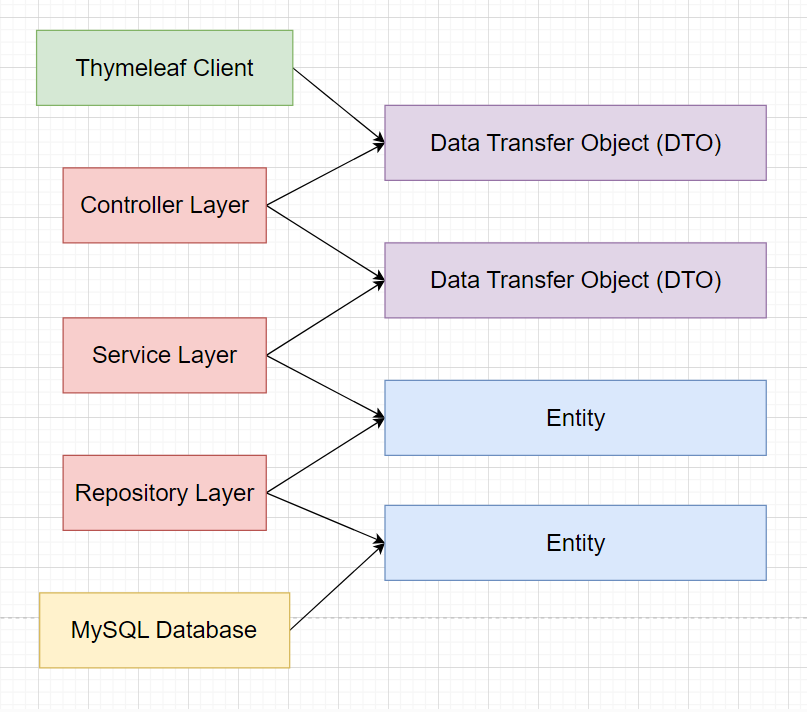 Thymeleaf Client
Data Transfer Object (DTO)
Controller Layer
Data Transfer Object (DTO)
Service Layer
Entity
Repository Layer
Entity
MySQL Database